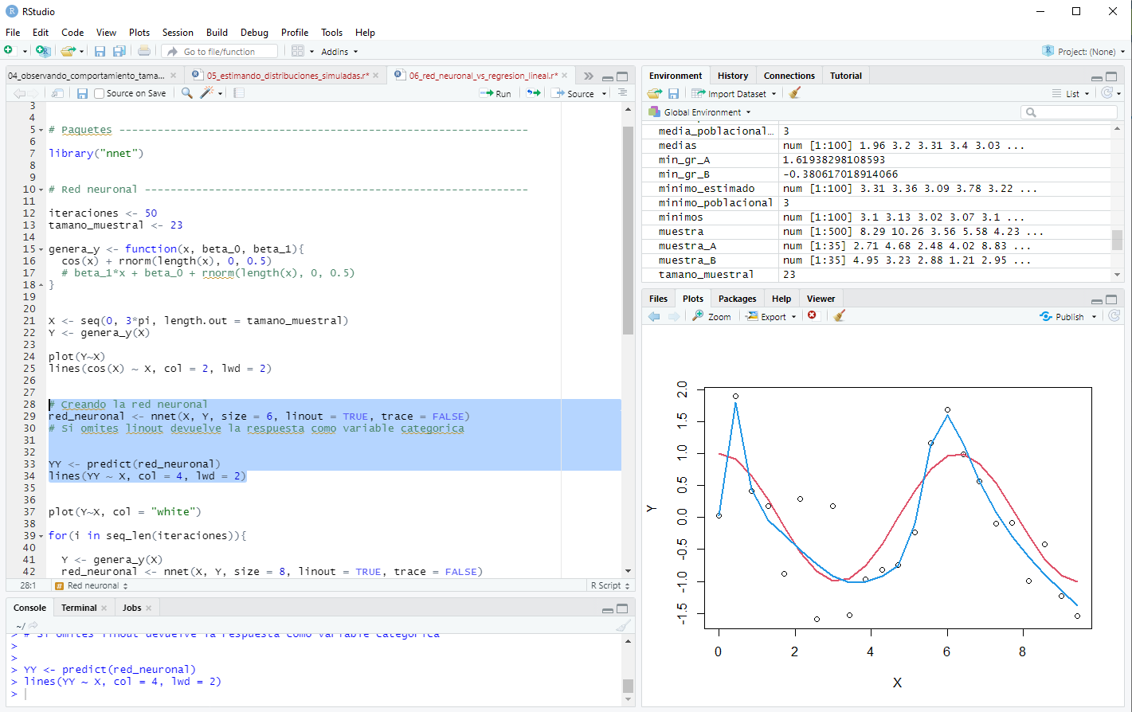 RStudio
File Edit Code View Plots Session Build Debug Profile Tools Help
Go to file/function Addins Project: (None)
04_observando_comportamiento_tama... 05_estimando_distribuciones_simuladas.r* 06_red_neuronal_vs_regresion_lineal.r*
Source on Save Run Source
3
4
5 # Paquetes -----------------------------------------------------------------
6
7 library("nnet")
8
9
10 # Red neuronal -------------------------------------------------------------
11
12 iteraciones <- 50
13 tamano_muestral <- 23
14
15 genera_y <- function(x, beta_0, beta_1){
16 cos(x) + rnorm(length(x), 0, 0.5)
17 # beta_1*x + beta_0 + rnorm(length(x), 0, 0.5)
18 }
19
20
21 X <- seq(0, 3*pi, length.out = tamano_muestral)
22 Y <- genera_y(X)
23
24 plot(Y~X)
25 lines(cos(X) ~ X, col = 2, lwd = 2)
26
27
28 # Creando la red neuronal
29 red_neuronal <- nnet(X, Y, size = 6, linout = TRUE, trace = FALSE)
30 # Si omites linout devuelve la respuesta como variable categorica
31
32
33 YY <- predict(red_neuronal)
34 lines(YY ~ X, col = 4, lwd = 2)
35
36
37 plot(Y~X, col = "white")
38
39 for(i in seq_len(iteraciones)){
40
41 Y <- genera_y(X)
42 red_neuronal <- nnet(X, Y, size = 8, linout = TRUE, trace = FALSE)
28:1 Red neuronal R Script
Console Terminal Jobs
~/
> # Si omites linout devuelve la respuesta como variable categorica
>
>
> YY <- predict(red_neuronal)
> lines(YY ~ X, col = 4, lwd = 2)
>
Environment History Connections Tutorial
Import Dataset List
Global Environment
media_poblacional... 3
medias num [1:100] 1.96 3.2 3.31 3.4 3.03 ...
min_gr_A 1.61938298108593
min_gr_B -0.380617018914066
minimo_estimado num [1:100] 3.31 3.36 3.09 3.78 3.22 ...
minimo_poblacional 3
minimos num [1:100] 3.1 3.13 3.02 3.07 3.1 ...
muestra num [1:500] 8.29 10.26 3.56 5.58 4.23 ...
muestra_A num [1:35] 2.71 4.68 2.48 4.02 8.83 ...
muestra_B num [1:35] 4.95 3.23 2.88 1.21 2.95 ...
tamano_muestral 23
Files Plots Packages Help Viewer
Zoom Export Publish
2.0
1.5
1.0
0.5
0.0
-0.5
-1.0
-1.5
Y
0 2 4 6 8
X